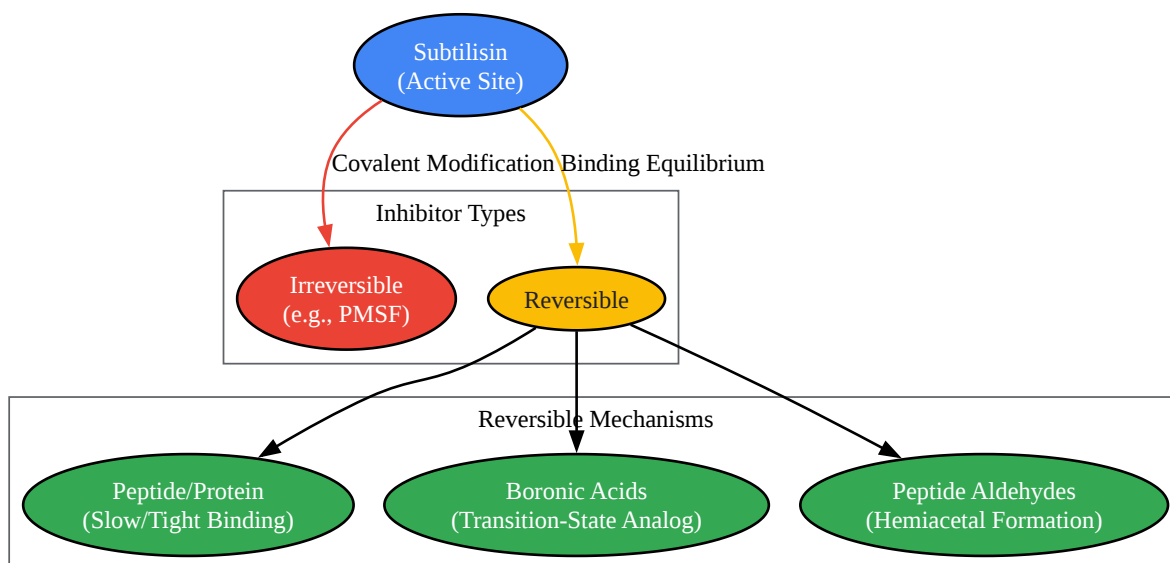 Subtilisin
(Active Site)
Covalent Modification
Binding Equilibrium
Inhibitor Types
Irreversible
(e.g., PMSF)
Reversible
Reversible Mechanisms
Peptide/Protein
(Slow/Tight Binding)
Boronic Acids
(Transition-State Analog)
Peptide Aldehydes
(Hemiacetal Formation)